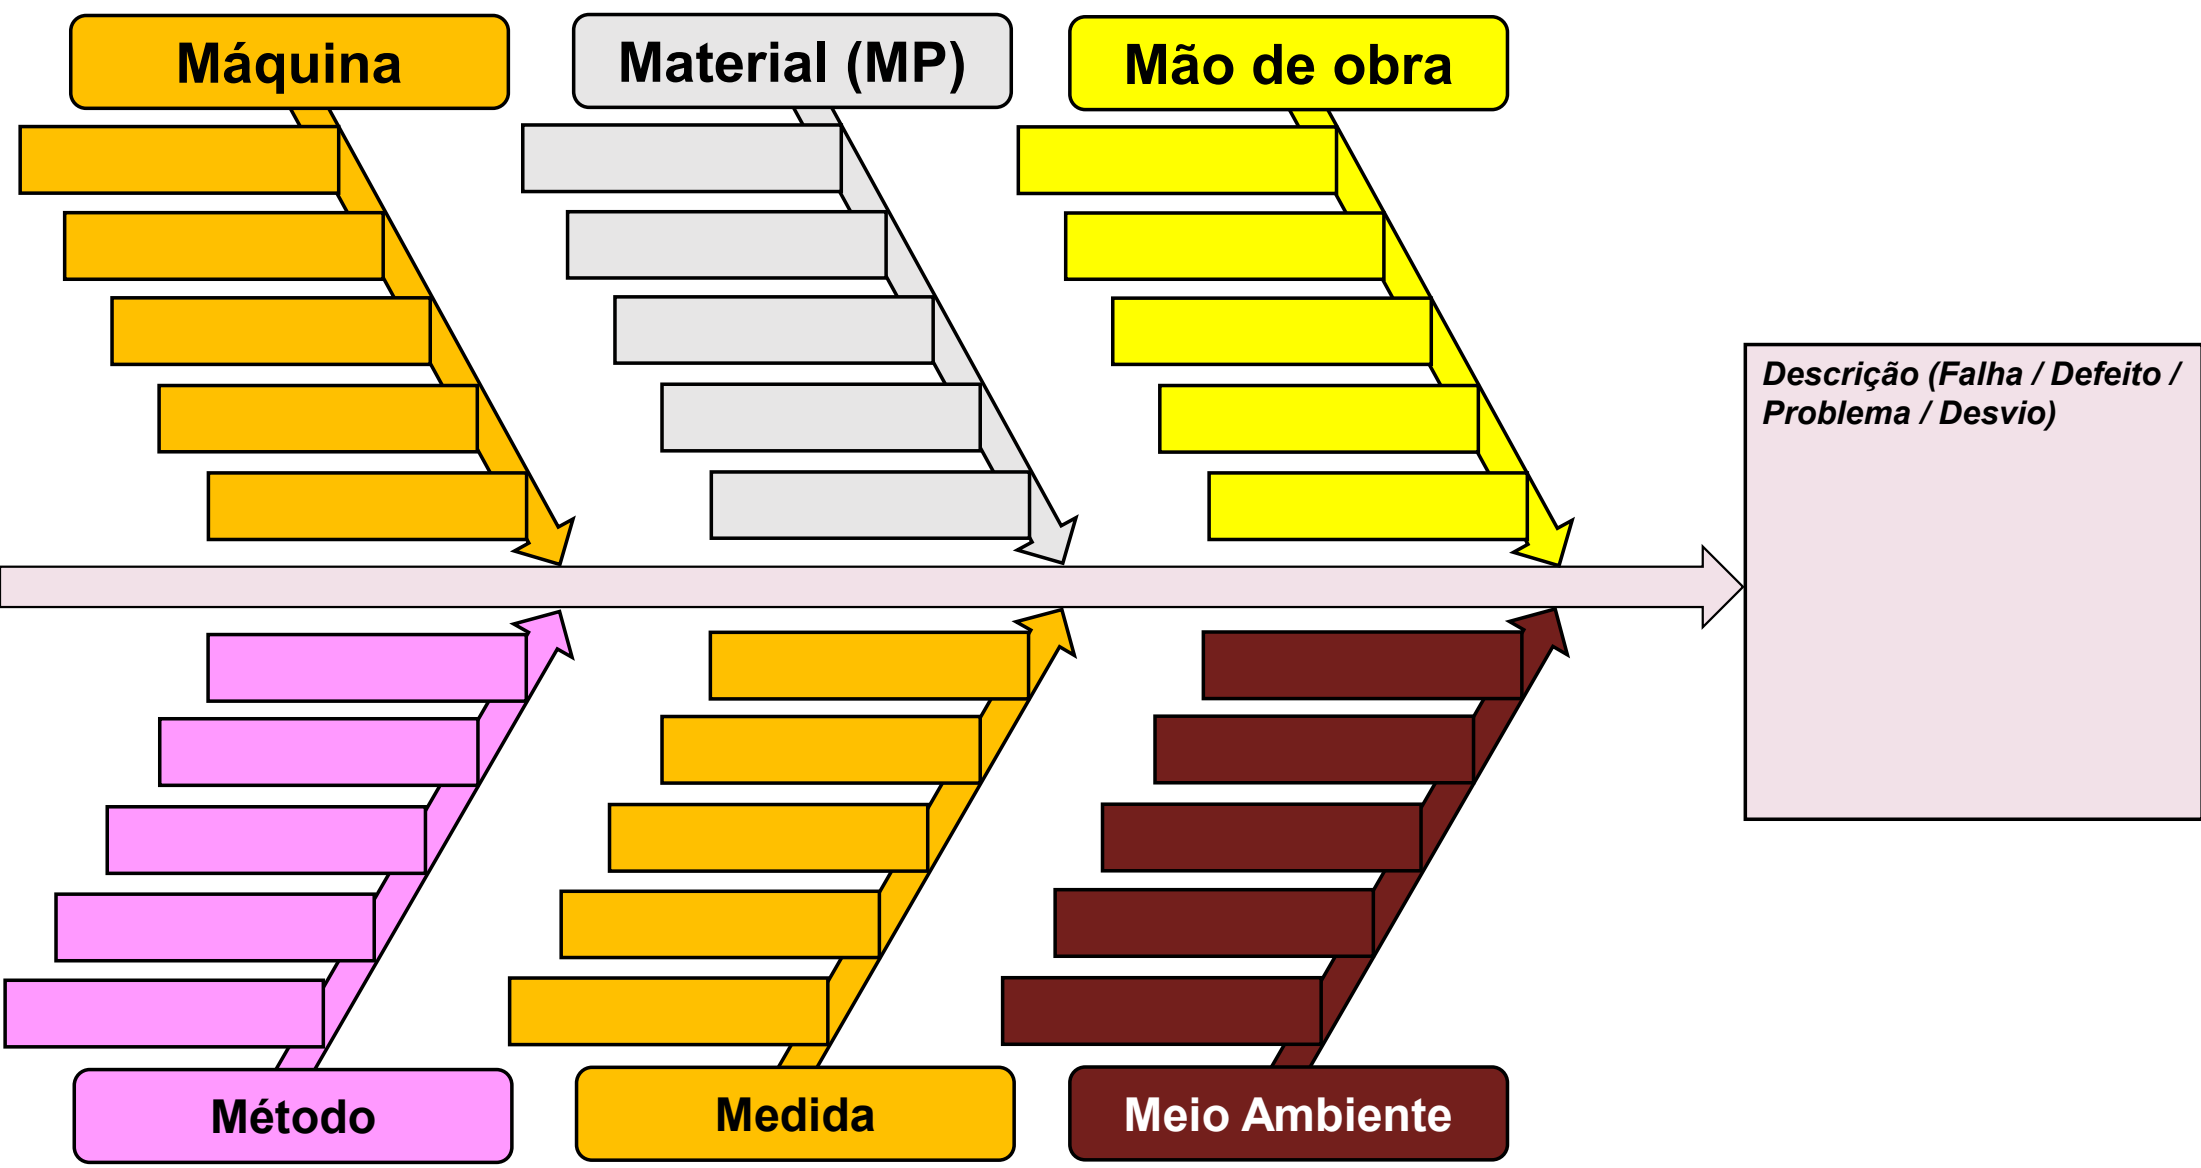 Máquina
Material (MP)
Mão de obra
Descrição (Falha / Defeito /
Problema / Desvio)
Método
Medida
Meio Ambiente